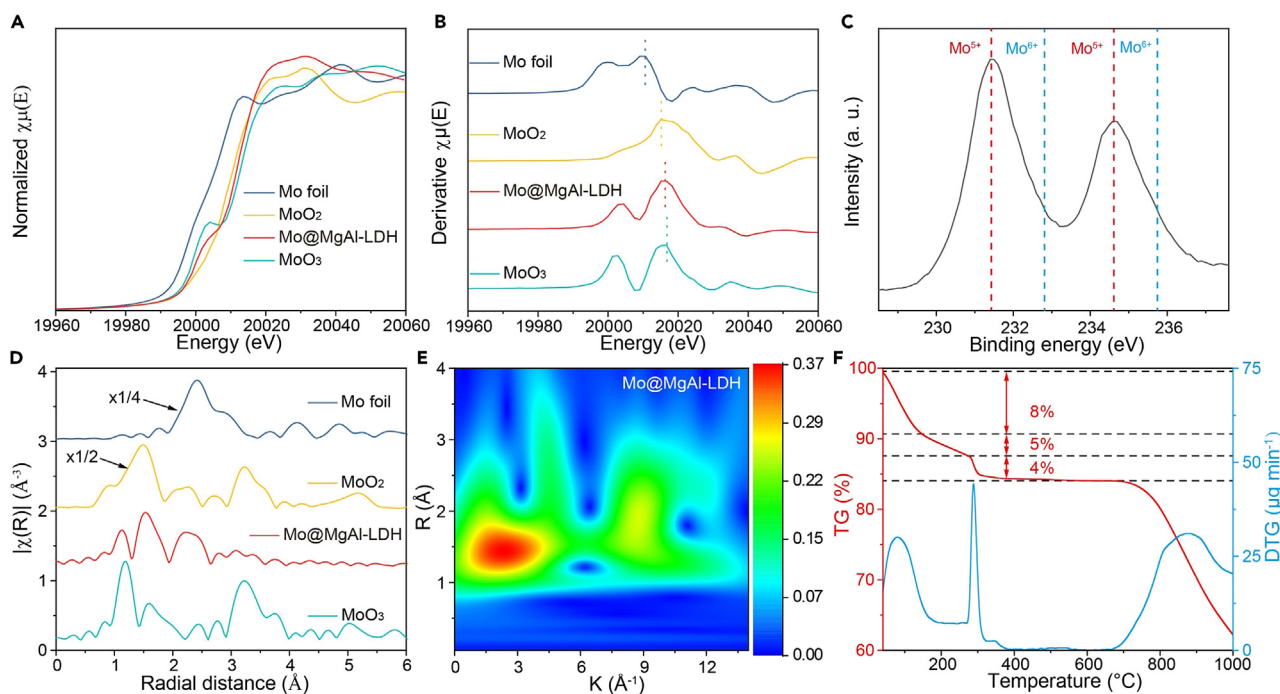 A
Normalized χμ(E)
Mo foil
MoO₂
Mo@MgAl-LDH
MoO₃
19960 19980 20000 20020 20040 20060
Energy (eV)
B
Derivative χμ(E)
Mo foil
MoO₂
Mo@MgAl-LDH
MoO₃
19960 19980 20000 20020 20040 20060
Energy (eV)
C
Intensity (a. u.)
Mo⁵⁺ Mo⁶⁺ Mo⁵⁺ Mo⁶⁺
230 232 234 236
Binding energy (eV)
D
|χ(R)| (Å⁻³)
4
3
2
1
0
x1/4
Mo foil
x1/2
MoO₂
Mo@MgAl-LDH
MoO₃
0 1 2 3 4 5 6
Radial distance (Å)
E
R (Å)
4
3
2
1
0
Mo@MgAl-LDH
0 3 6 9 12
K (Å⁻¹)
0.37
0.29
0.22
0.15
0.07
0.00
F
TG (%)
100
90
80
70
60
8%
5%
4%
75
50
25
0
DTG (μg min⁻¹)
200 400 600 800 1000
Temperature (°C)